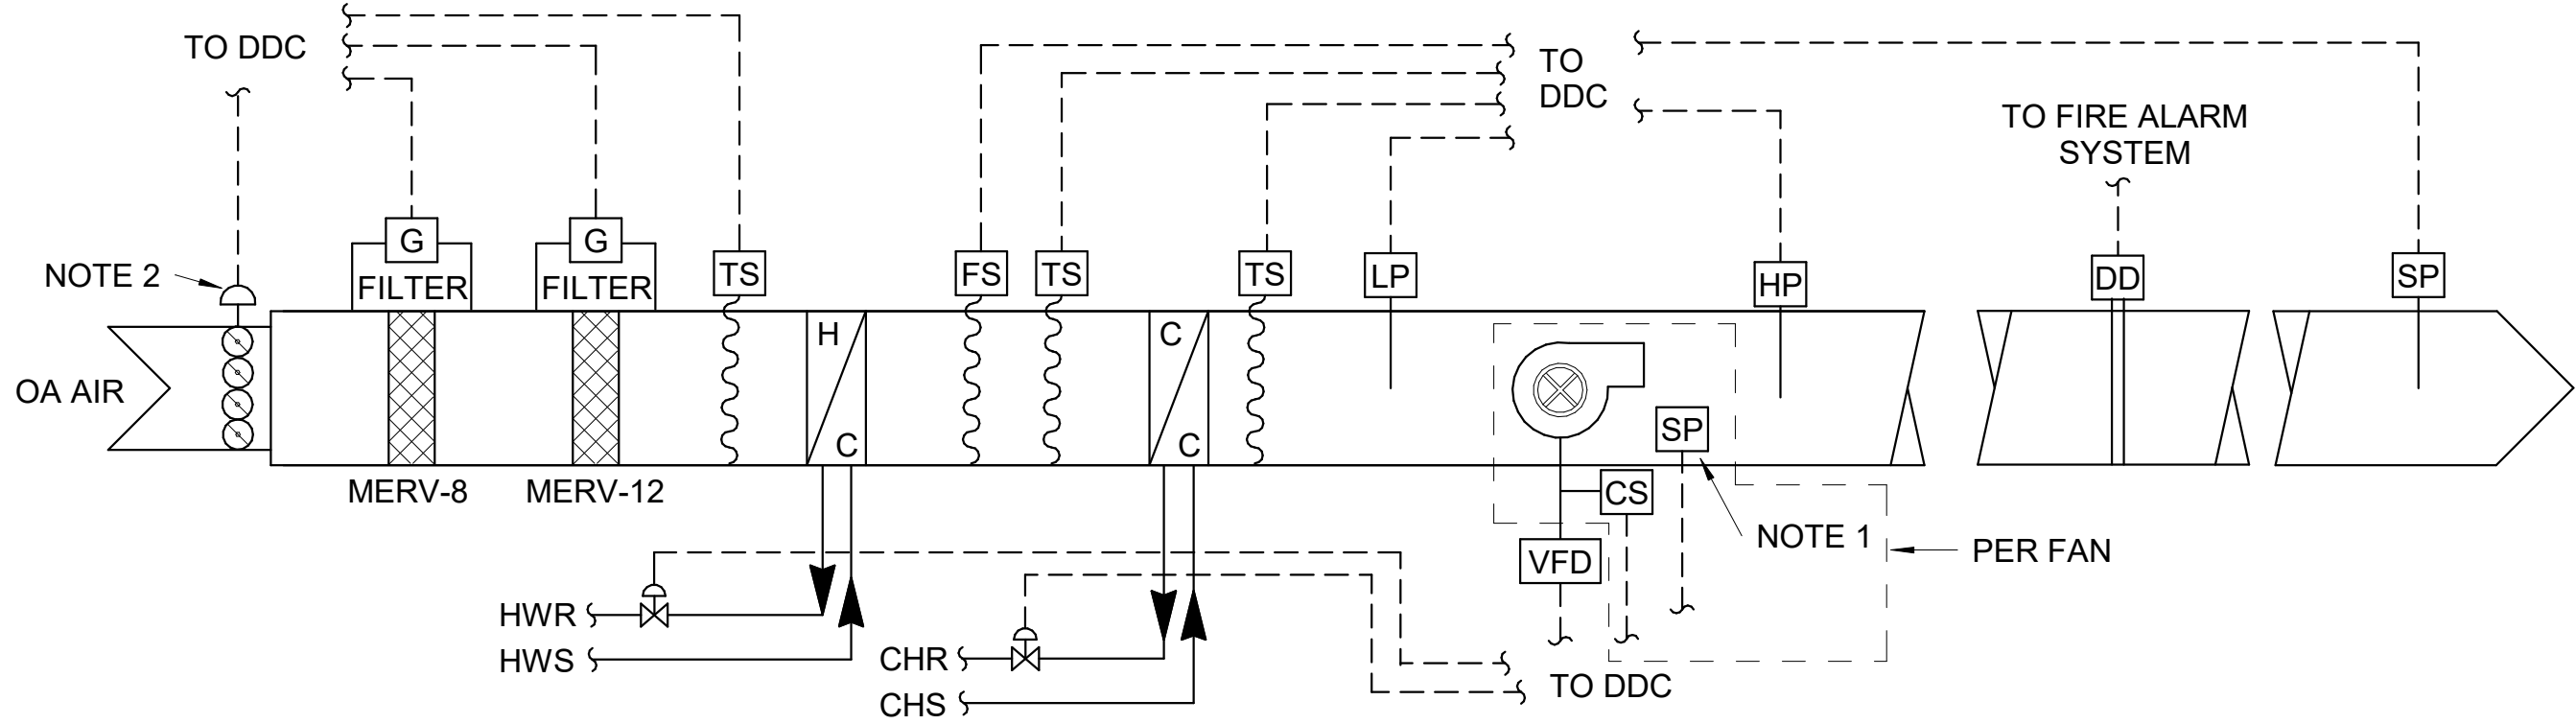 TO DDC
TO
DDC
TO FIRE ALARM
SYSTEM
NOTE 2
G
FILTER
G
FILTER
TS
FS
TS
TS
LP
HP
DD
SP
OA AIR
H
C
C
C
SP
MERV-8
MERV-12
CS
NOTE 1
VFD
PER FAN
HWR
HWS
CHR
CHS
TO DDC